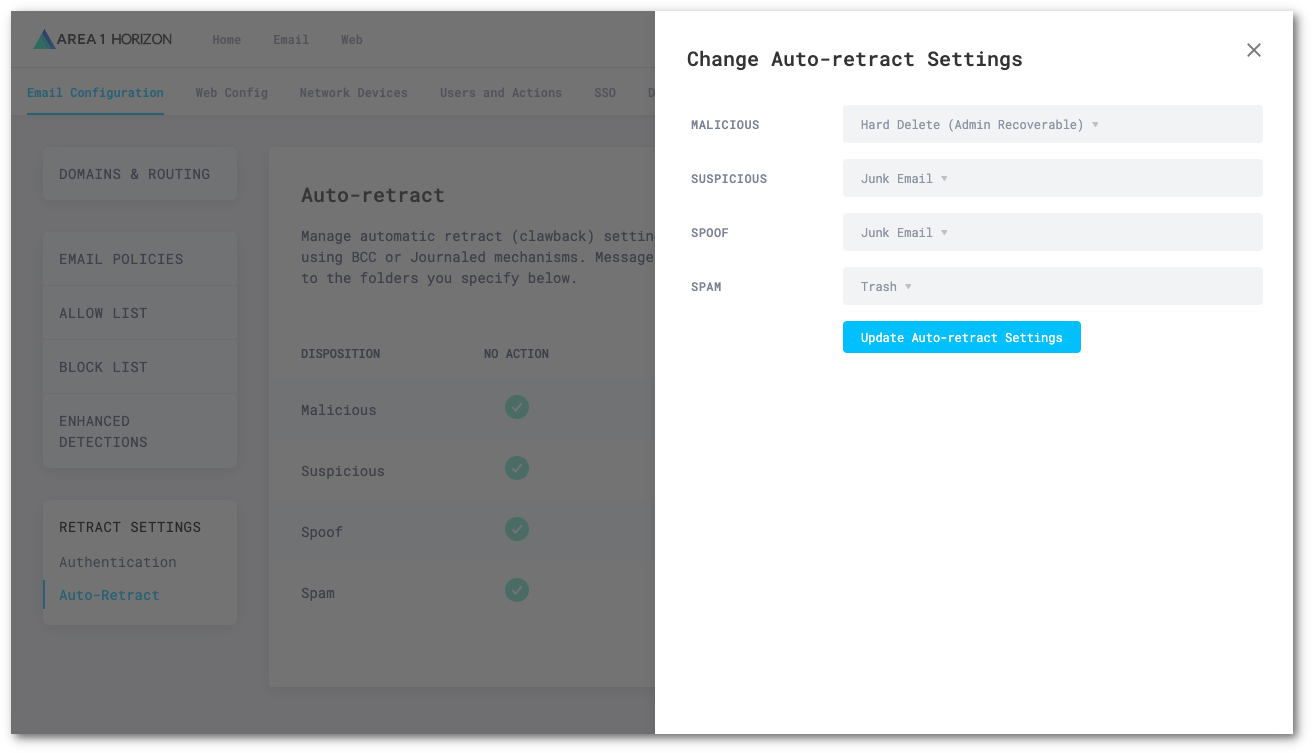 AREA 1 HORIZON
Home
Email
Web
Email Configuration
Web Config
Network Devices
Users and Actions
SSO
D
DOMAINS & ROUTING
EMAIL POLICIES
ALLOW LIST
BLOCK LIST
ENHANCED
DETECTIONS
RETRACT SETTINGS
Authentication
Auto-Retract
Auto-retract
Manage automatic retract (clawback) settin
using BCC or Journaled mechanisms. Message
to the folders you specify below.
DISPOSITION
NO ACTION
Malicious
Suspicious
Spoof
Spam
Change Auto-retract Settings
MALICIOUS
Hard Delete (Admin Recoverable)
SUSPICIOUS
Junk Email
SPOOF
Junk Email
SPAM
Trash
Update Auto-retract Settings